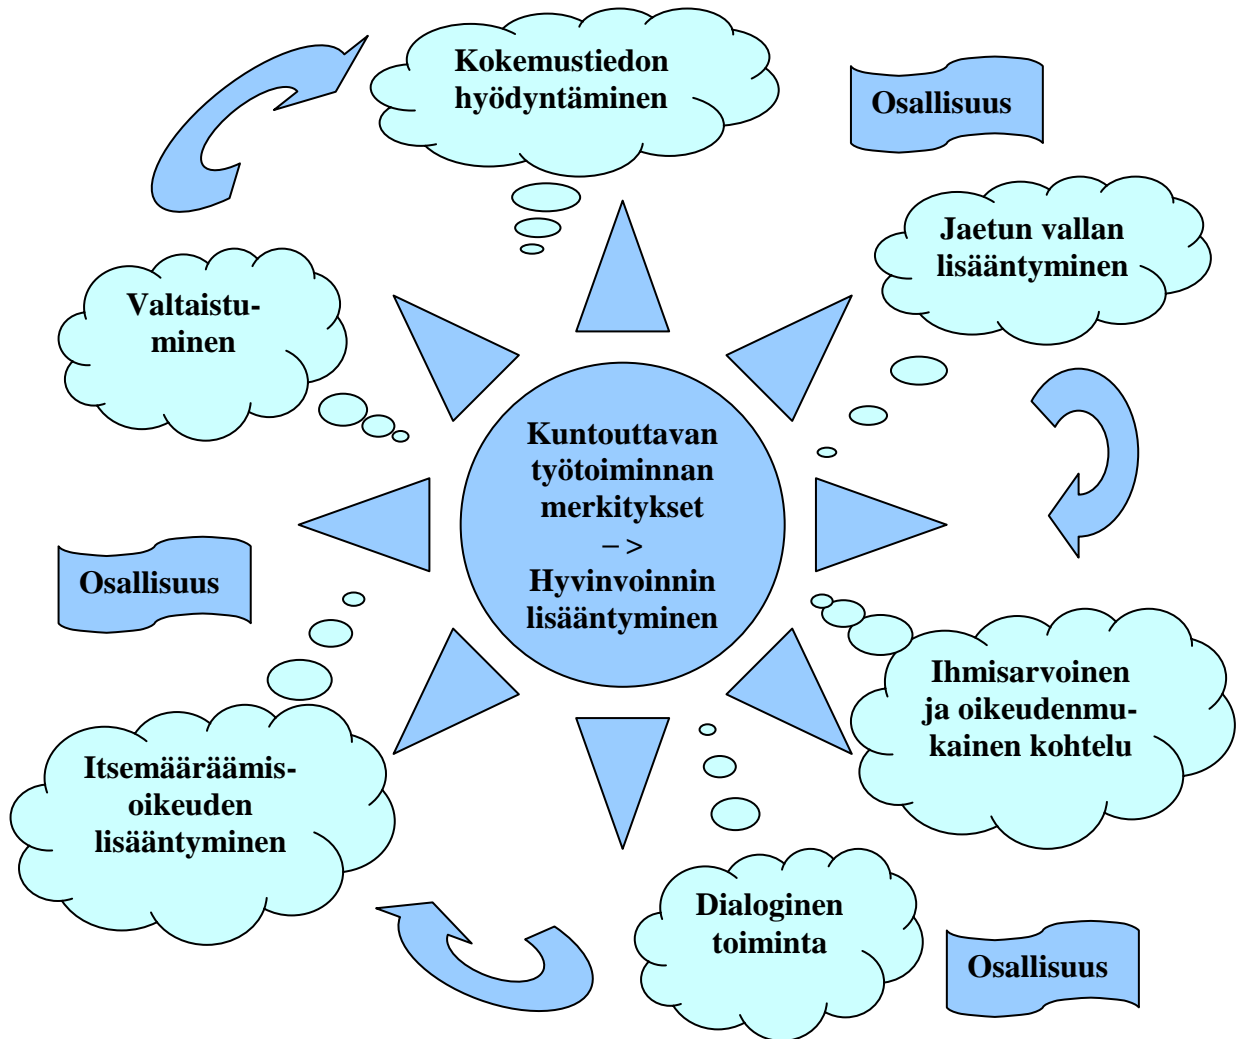 Kokemustiedon
hyödyntäminen
Osallisuus
Jaetun vallan
lisääntyminen
Valtaistu-
minen
Kuntouttavan
työtoiminnan
merkitykset
– >
Hyvinvoinnin
lisääntyminen
Osallisuus
Ihmisarvoinen
ja oikeudenmu-
kainen kohtelu
Itsemääräämis-
oikeuden
lisääntyminen
Dialoginen
toiminta
Osallisuus